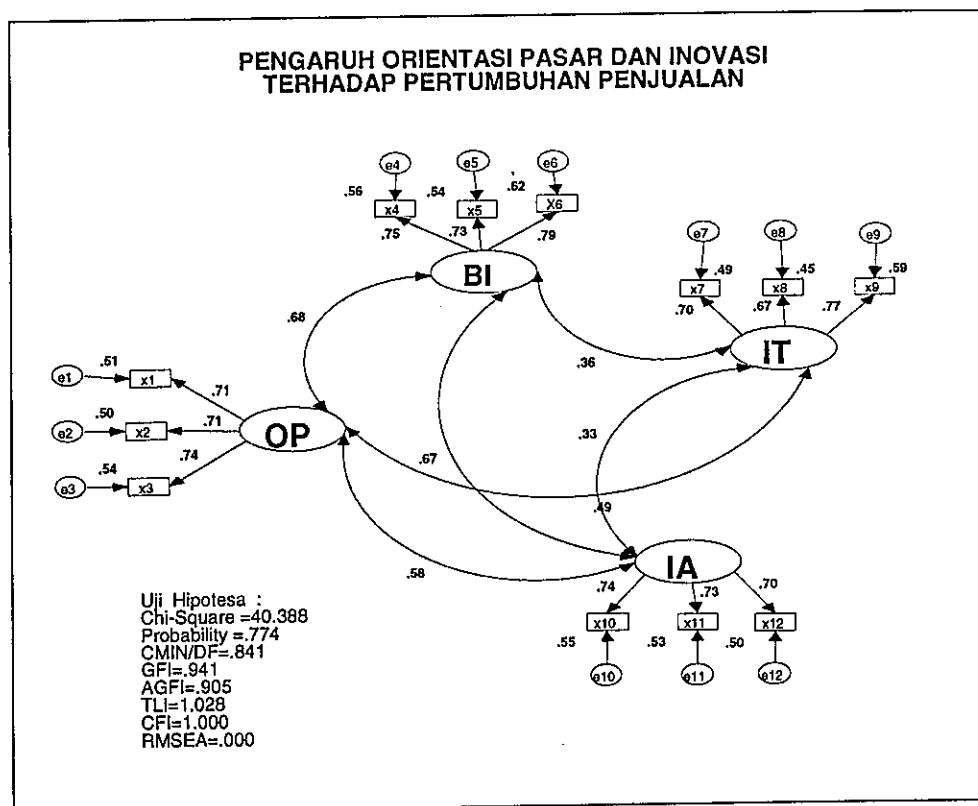 PENGARUH ORIENTASI PASAR DAN INOVASI
TERHADAP PERTUMBUHAN PENJUALAN
e4 e5 e6
.56 .54 .62
x4 x5 X6
.75 .73 .79
BI
e7 e8 e9
.49 .45 .59
x7 x8 x9
.70 .67 .77
IT
.68
.36
e1 .51 x1 .71
e2 .50 x2 .71
e3 .54 x3 .74
OP
.33
.67
.49
.58
IA
.74 .73 .70
x10 x11 x12
.55 .53 .50
e10 e11 e12
Uji Hipotesa :
Chi-Square =40.388
Probability =.774
CMIN/DF=.841
GFI=.941
AGFI=.905
TLI=1.028
CFI=1.000
RMSEA=.000